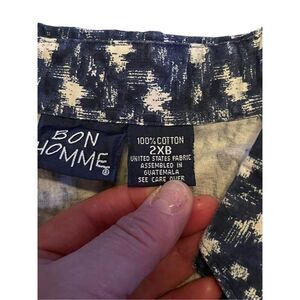 BON
HOMME®
100% COTTON
2XB
UNITED STATES FABRIC
ASSEMBLED IN
GUATEMALA
SEE CARE OVER